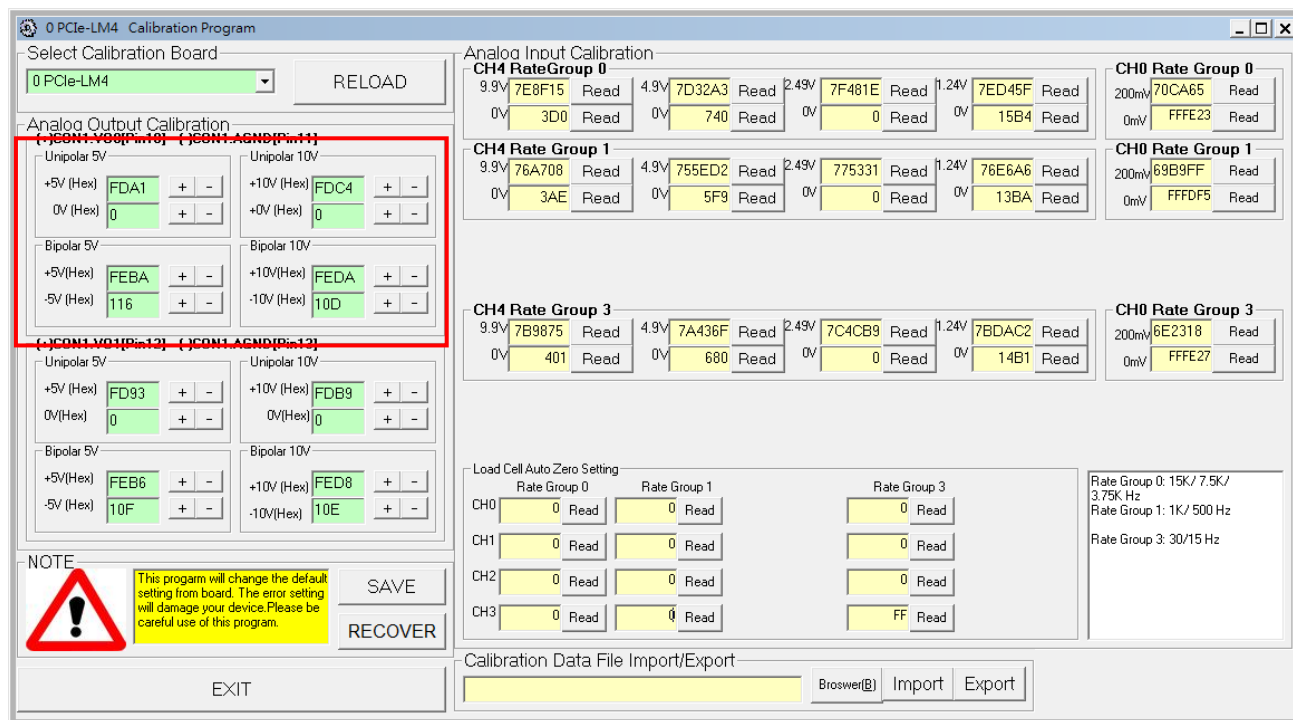 0 PCIe-LM4 Calibration Program
Select Calibration Board
0 PCIe-LM4
RELOAD
Analog Output Calibration
(+)CON1.VO0[Pin10] (-)CON1.AGND[Pin11]
Unipolar 5V
+5V (Hex) FDA1 + -
0V (Hex) 0 + -
Unipolar 10V
+10V (Hex) FDC4 + -
+0V (Hex) 0 + -
Bipolar 5V
+5V(Hex) FEBA + -
-5V (Hex) 116 + -
Bipolar 10V
+10V(Hex) FEDA + -
-10V (Hex) 10D + -
(+)CON1.VO1[Pin12] (-)CON1.AGND[Pin13]
Unipolar 5V
+5V (Hex) FD93 + -
0V(Hex) 0 + -
Unipolar 10V
+10V (Hex) FDB9 + -
0V(Hex) 0 + -
Bipolar 5V
+5V(Hex) FEB6 + -
-5V (Hex) 10F + -
Bipolar 10V
+10V (Hex) FED8 + -
-10V(Hex) 10E + -
NOTE
This progarm will change the default
setting from board. The error setting
will damage your device.Please be
careful use of this program.
SAVE
RECOVER
EXIT
Analog Input Calibration
CH4 RateGroup 0
9.9V 7E8F15 Read 4.9V 7D32A3 Read 2.49V 7F481E Read 1.24V 7ED45F Read
0V 3D0 Read 0V 740 Read 0V 0 Read 0V 15B4 Read
CH0 Rate Group 0
200mV 70CA65 Read
0mV FFFE23 Read
CH4 Rate Group 1
9.9V 76A708 Read 4.9V 755ED2 Read 2.49V 775331 Read 1.24V 76E6A6 Read
0V 3AE Read 0V 5F9 Read 0V 0 Read 0V 13BA Read
CH0 Rate Group 1
200mV 69B9FF Read
0mV FFFDF5 Read
CH4 Rate Group 3
9.9V 7B9875 Read 4.9V 7A436F Read 2.49V 7C4CB9 Read 1.24V 7BDAC2 Read
0V 401 Read 0V 680 Read 0V 0 Read 0V 14B1 Read
CH0 Rate Group 3
200mV 6E2318 Read
0mV FFFE27 Read
Load Cell Auto Zero Setting
Rate Group 0 Rate Group 1 Rate Group 3
CH0 0 Read 0 Read 0 Read
CH1 0 Read 0 Read 0 Read
CH2 0 Read 0 Read 0 Read
CH3 0 Read 0 Read FF Read
Rate Group 0: 15K/ 7.5K/
3.75K Hz
Rate Group 1: 1K/ 500 Hz
Rate Group 3: 30/15 Hz
Calibration Data File Import/Export
Broswer(B) Import Export